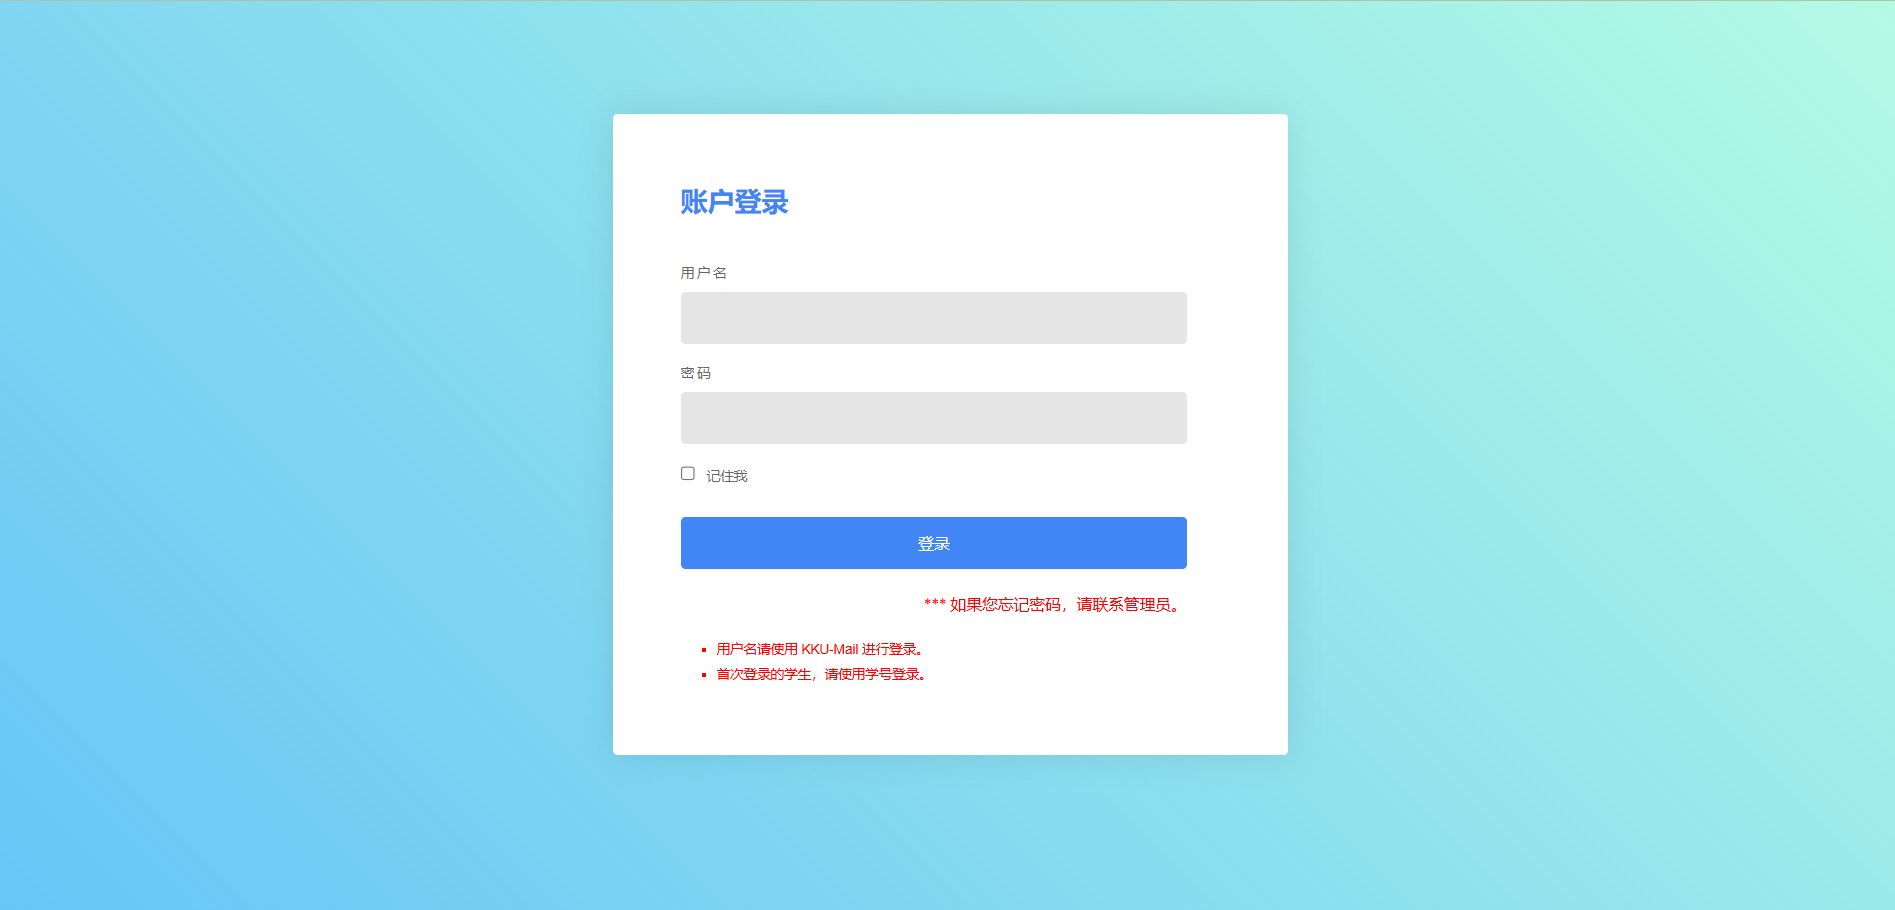 账户登录
用户名
密码
记住我
登录
*** 如果您忘记密码，请联系管理员。
用户名请使用 KKU-Mail 进行登录。
首次登录的学生，请使用学号登录。